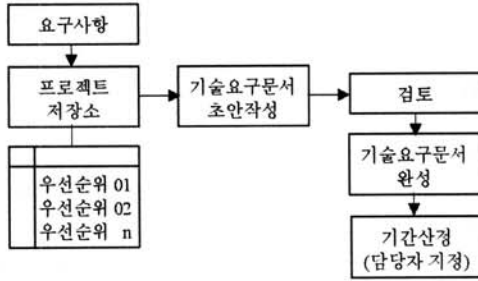 요구사항
프로젝트
저장소
기술요구문서
초안작성
검토
우선순위 01
우선순위 02
우선순위 n
기술요구문서
완성
기간산정
(담당자 지정)